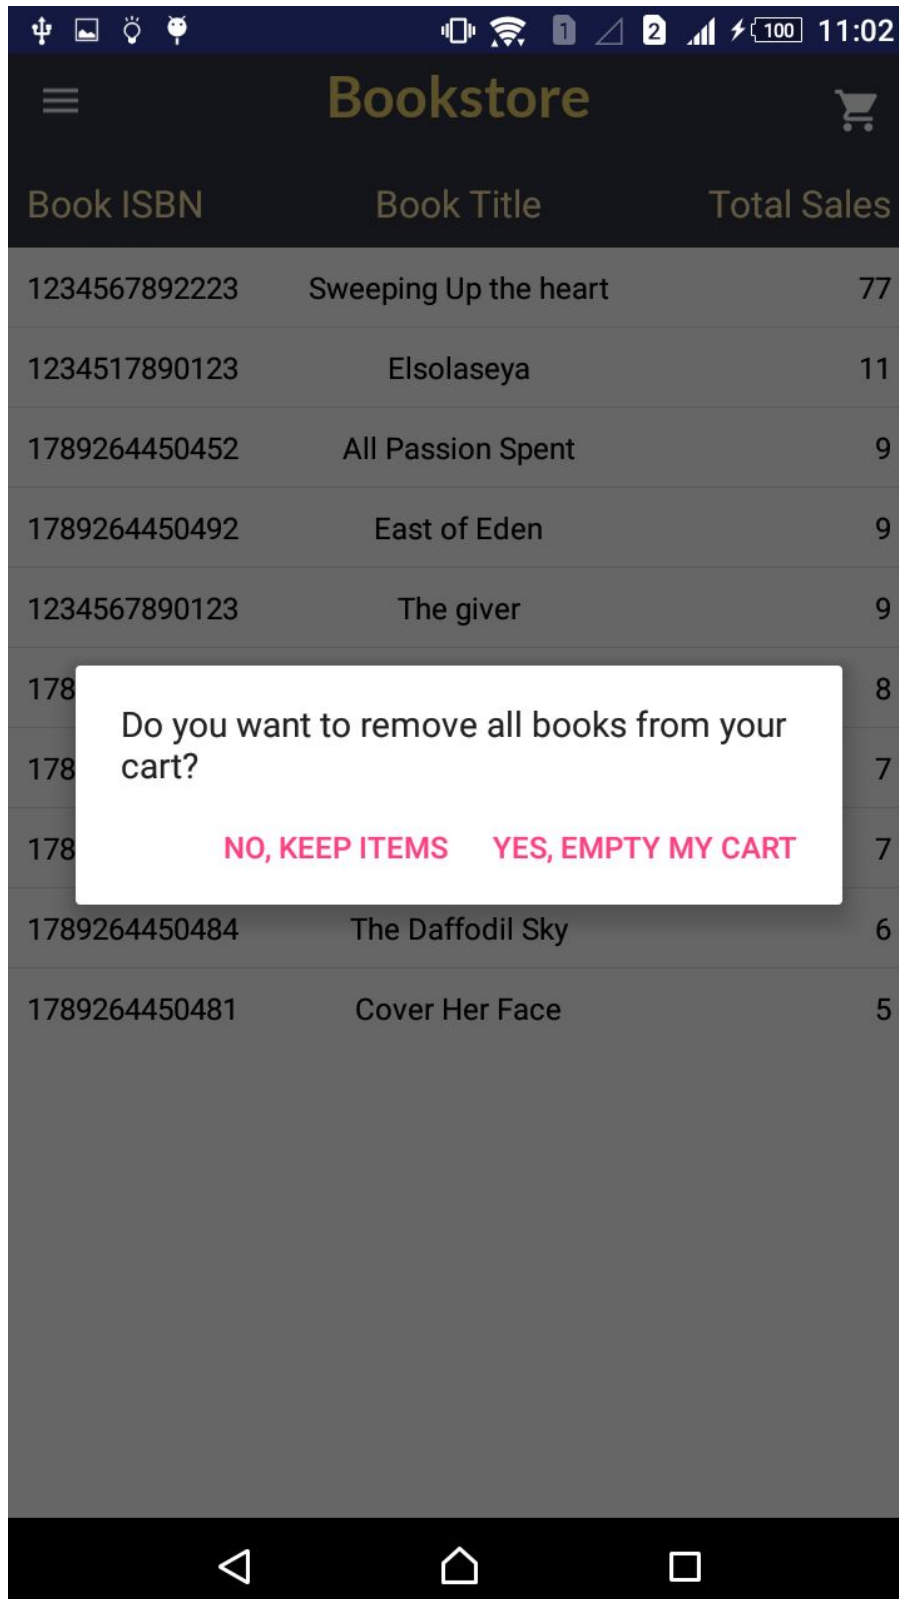 1 2 100 11:02
Bookstore
Book ISBN Book Title Total Sales
1234567892223 Sweeping Up the heart 77
1234517890123 Elsolaseya 11
1789264450452 All Passion Spent 9
1789264450492 East of Eden 9
1234567890123 The giver 9
178 8
Do you want to remove all books from your
cart?
178 7
NO, KEEP ITEMS YES, EMPTY MY CART
178 7
1789264450484 The Daffodil Sky 6
1789264450481 Cover Her Face 5